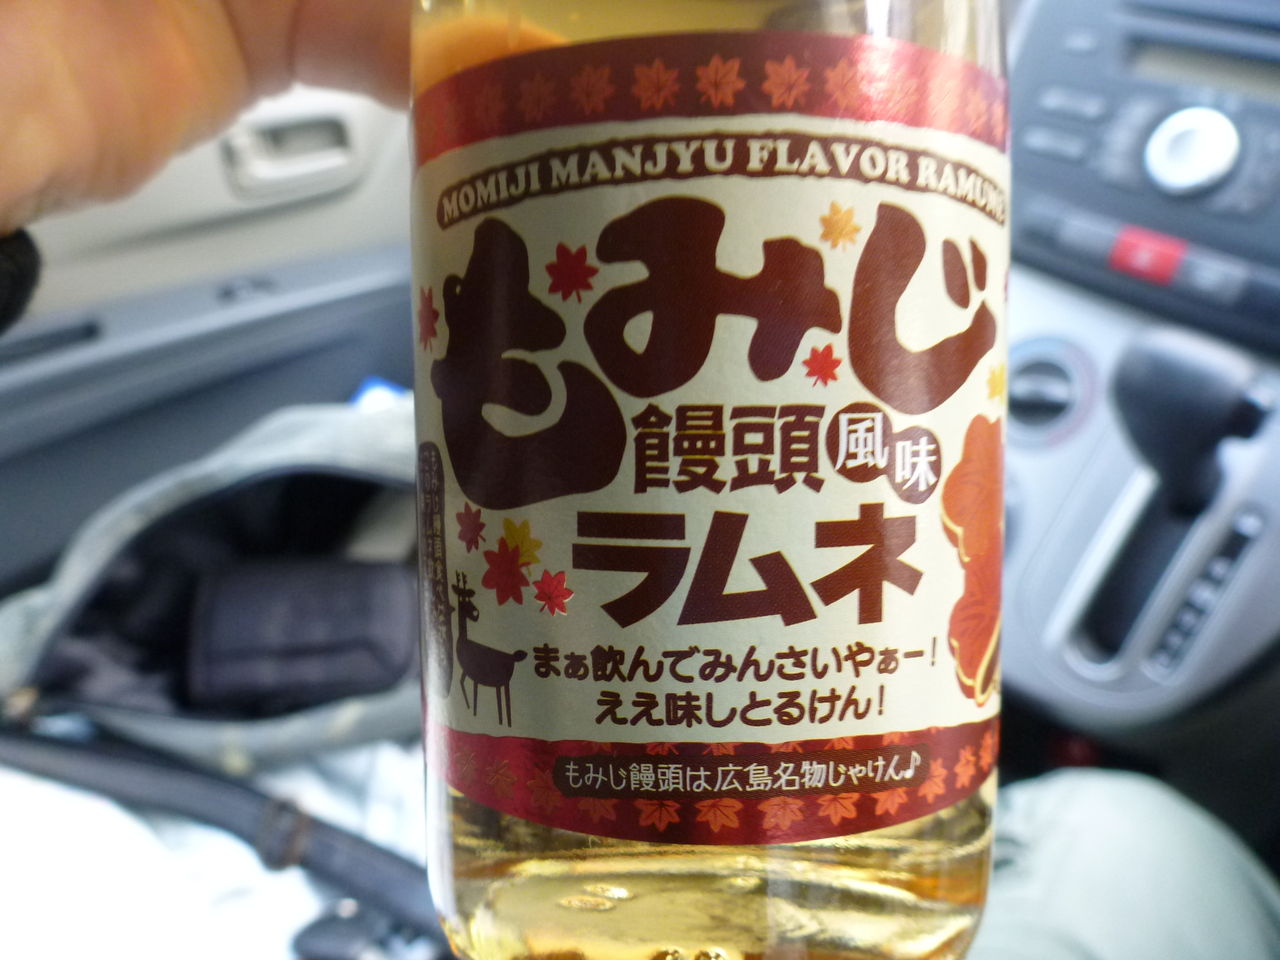 MOMIJI MANJYU FLAVOR RAMUNE
もみじ
饅頭風味
ラムネ
まぁ飲んでみんさいやぁー!
ええ味しとるけん!
もみじ饅頭は広島名物じゃけん♪